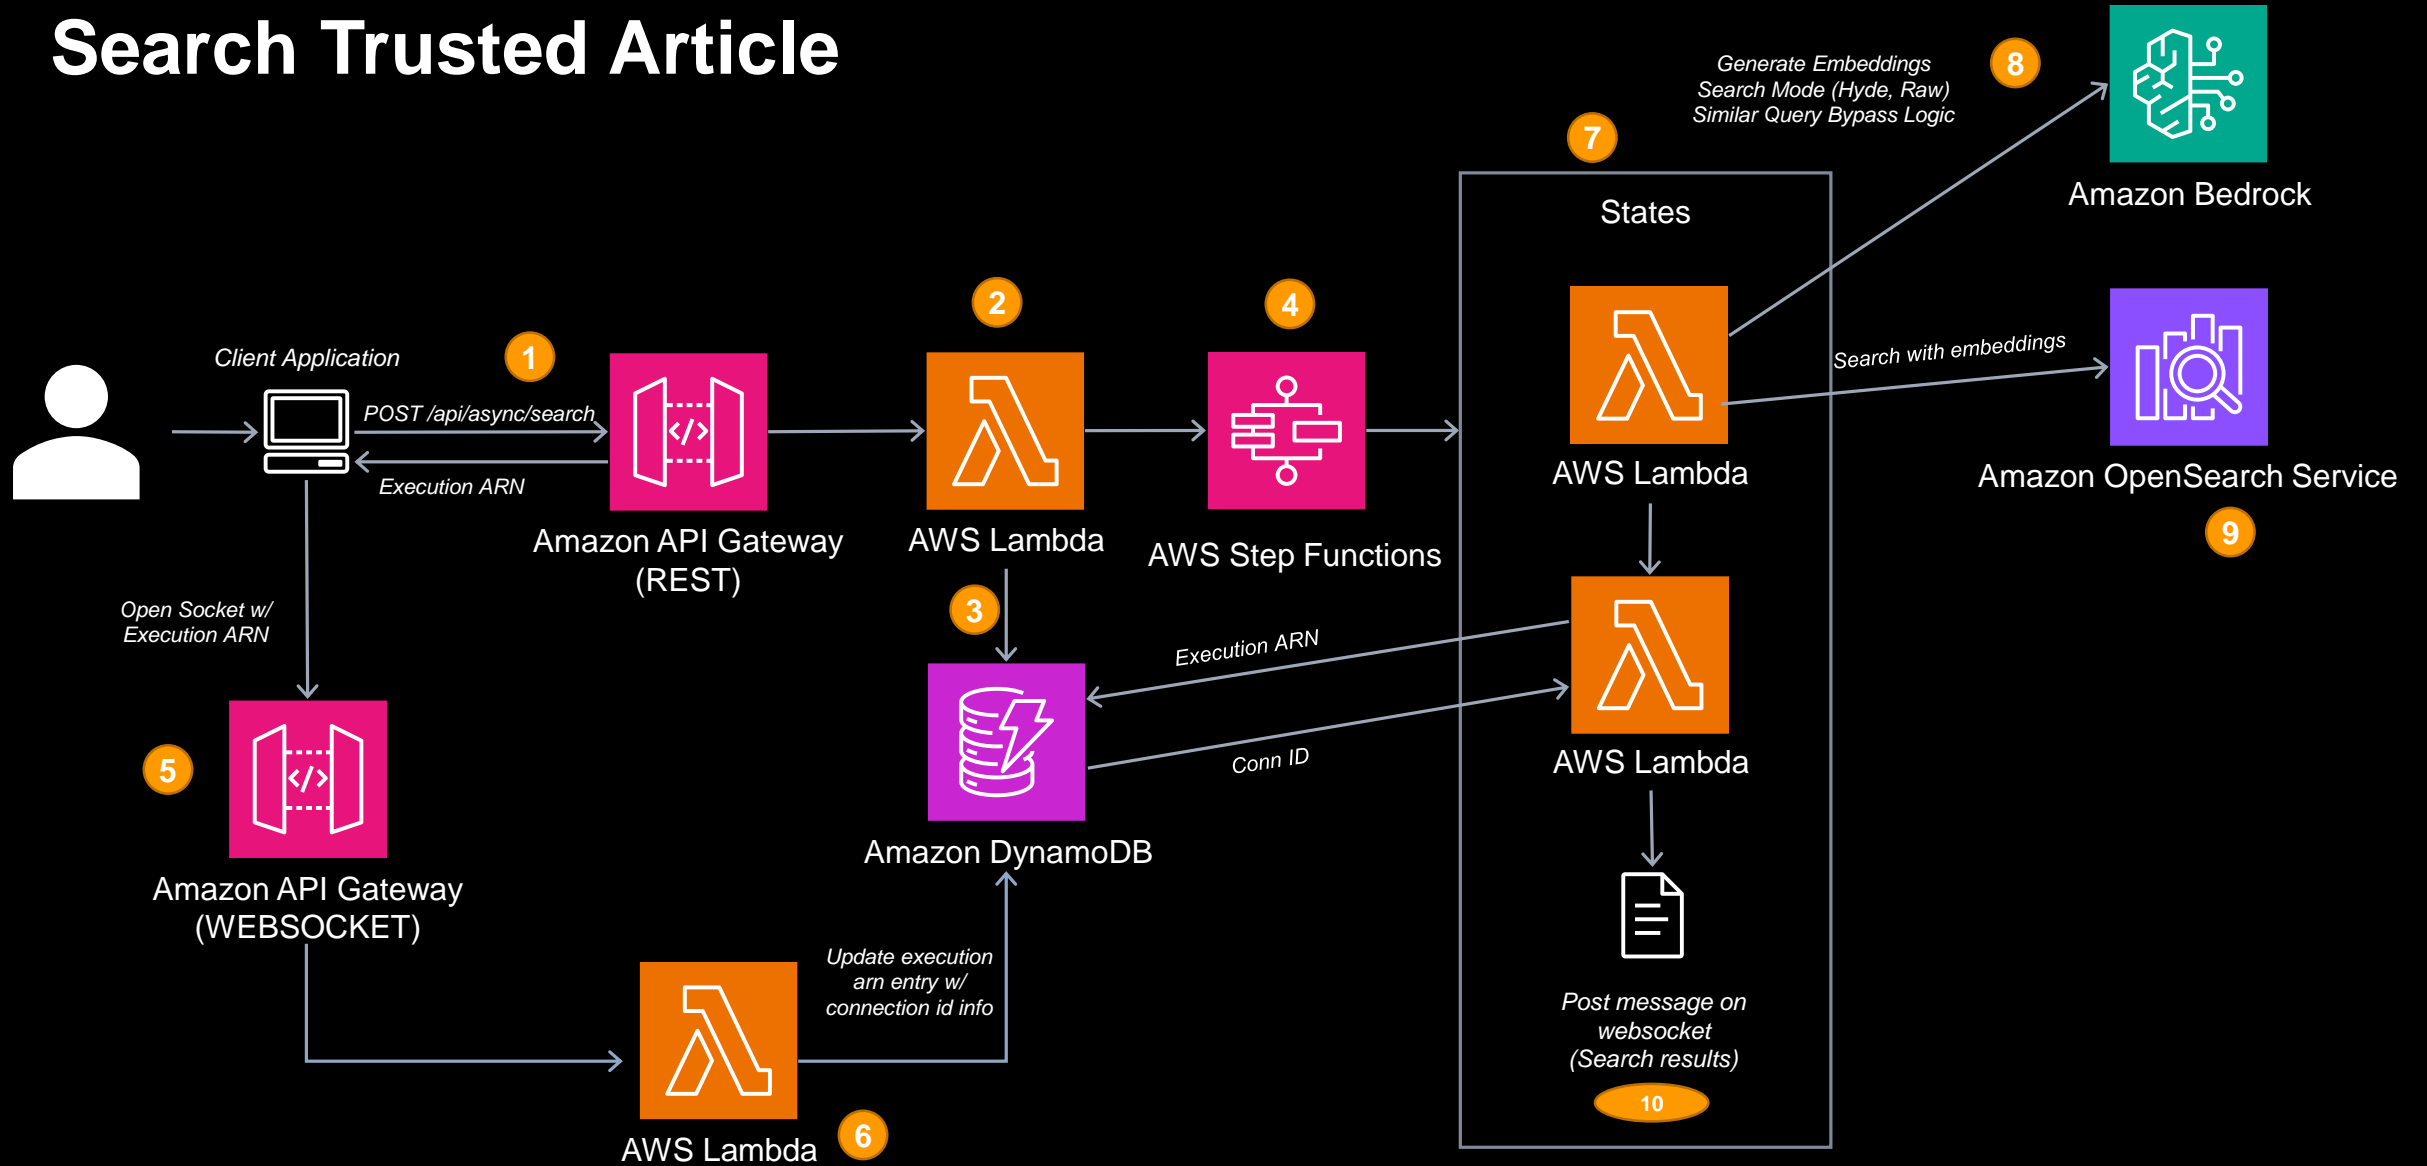 Search Trusted Article
Generate Embeddings
Search Mode (Hyde, Raw)
Similar Query Bypass Logic
8
Amazon Bedrock
7
States
Client Application
1
POST /api/async/search
Execution ARN
Amazon API Gateway
(REST)
2
AWS Lambda
4
AWS Step Functions
AWS Lambda
Search with embeddings
Amazon OpenSearch Service
9
3
Open Socket w/
Execution ARN
Execution ARN
Conn ID
AWS Lambda
5
Amazon API Gateway
(WEBSOCKET)
Amazon DynamoDB
Update execution
arn entry w/
connection id info
AWS Lambda
6
Post message on
websocket
(Search results)
10